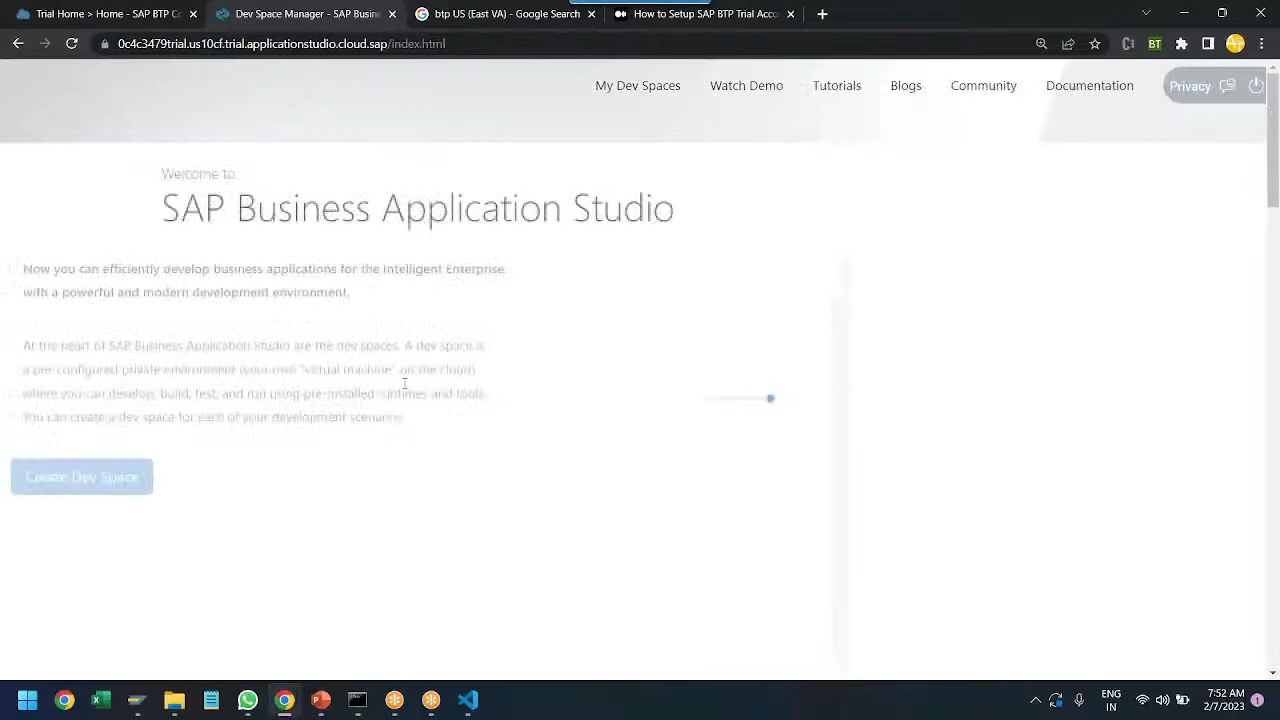 Trial Home > Home - SAP BTP Co
Dev Space Manager - SAP Busine
btp US (East VA) - Google Search
How to Setup SAP BTP Trial Acco
0c4c3479trial.us10cf.trial.applicationstudio.cloud.sap/index.html
BT
My Dev Spaces
Watch Demo
Tutorials
Blogs
Community
Documentation
Privacy
Welcome to
SAP Business Application Studio
Now you can efficiently develop business applications for the Intelligent Enterprise
with a powerful and modern development environment.
At the heart of SAP Business Application Studio are the dev spaces. A dev space is
a pre-configured private environment (your own "virtual machine" on the cloud)
where you can develop, build, test, and run using pre-installed runtimes and tools.
You can create a dev space for each of your development scenarios.
Create Dev Space
ENG
IN
7:52 AM
2/7/2023
1